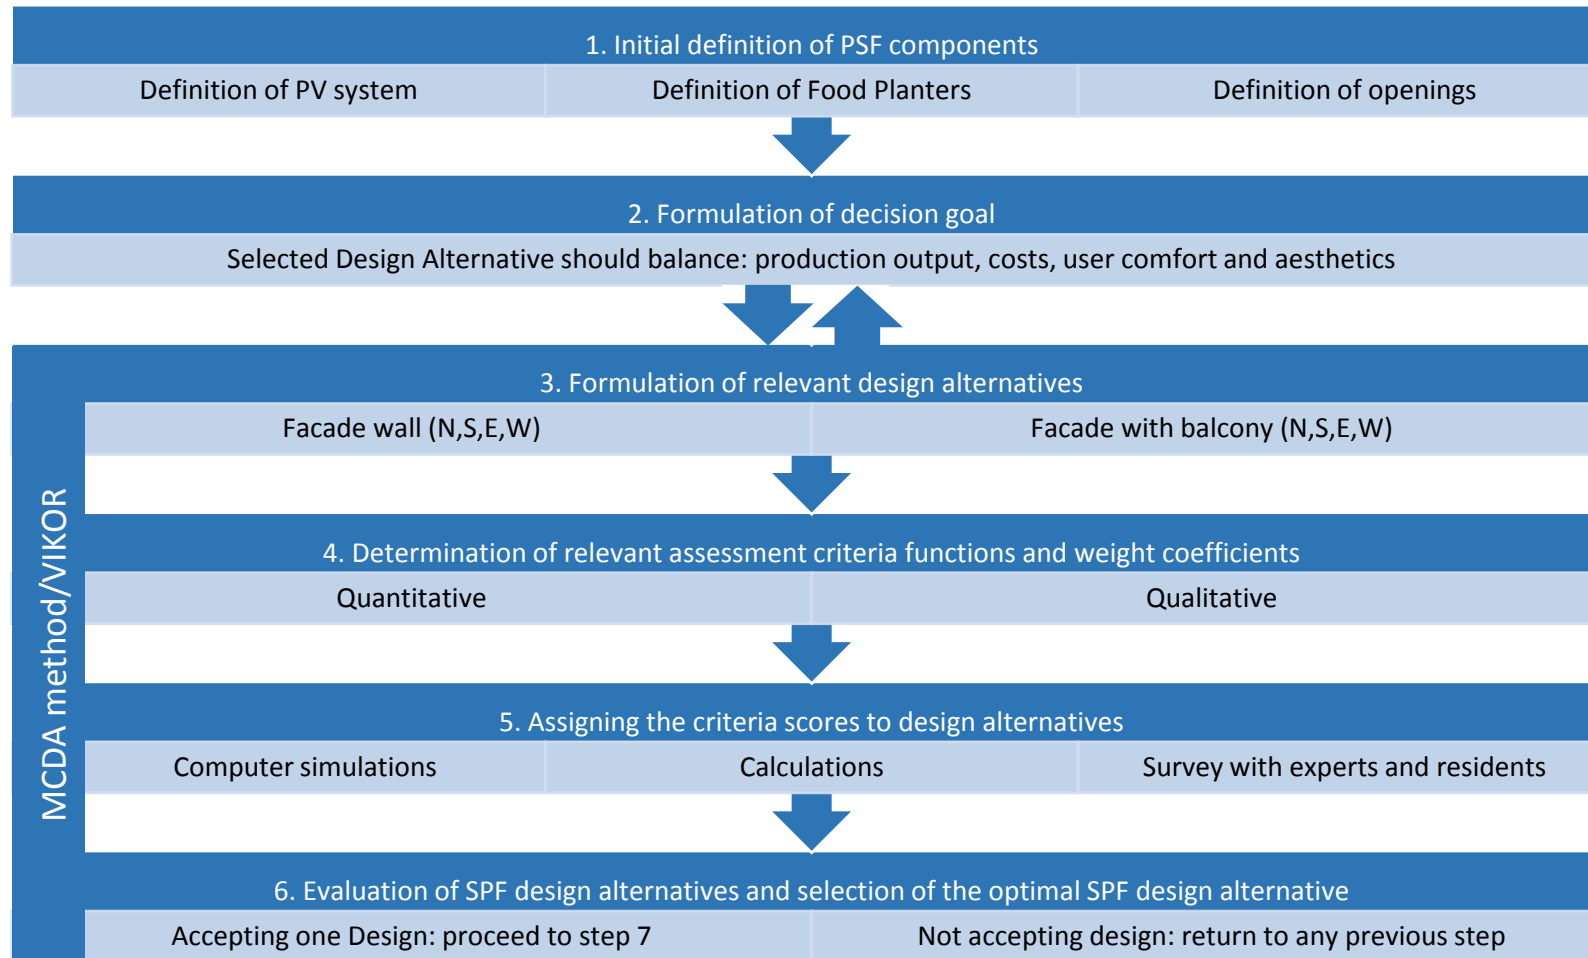 1. Initial definition of PSF components
Definition of PV system
Definition of Food Planters
Definition of openings
2. Formulation of decision goal
Selected Design Alternative should balance: production output, costs, user comfort and aesthetics
MCDA method/VIKOR
3. Formulation of relevant design alternatives
Facade wall (N,S,E,W)
Facade with balcony (N,S,E,W)
4. Determination of relevant assessment criteria functions and weight coefficients
Quantitative
Qualitative
5. Assigning the criteria scores to design alternatives
Computer simulations
Calculations
Survey with experts and residents
6. Evaluation of SPF design alternatives and selection of the optimal SPF design alternative
Accepting one Design: proceed to step 7
Not accepting design: return to any previous step